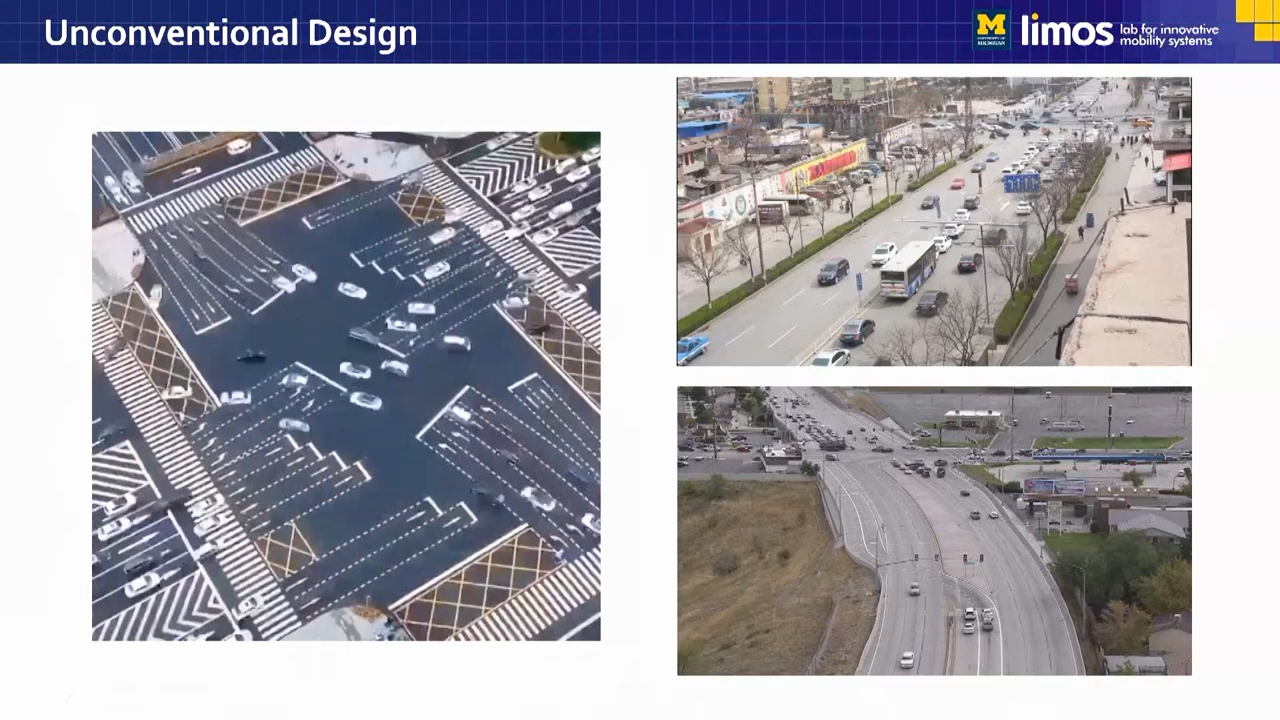 Unconventional Design
M
UNIVERSITY OF
MICHIGAN
limos
lab for innovative
mobility systems